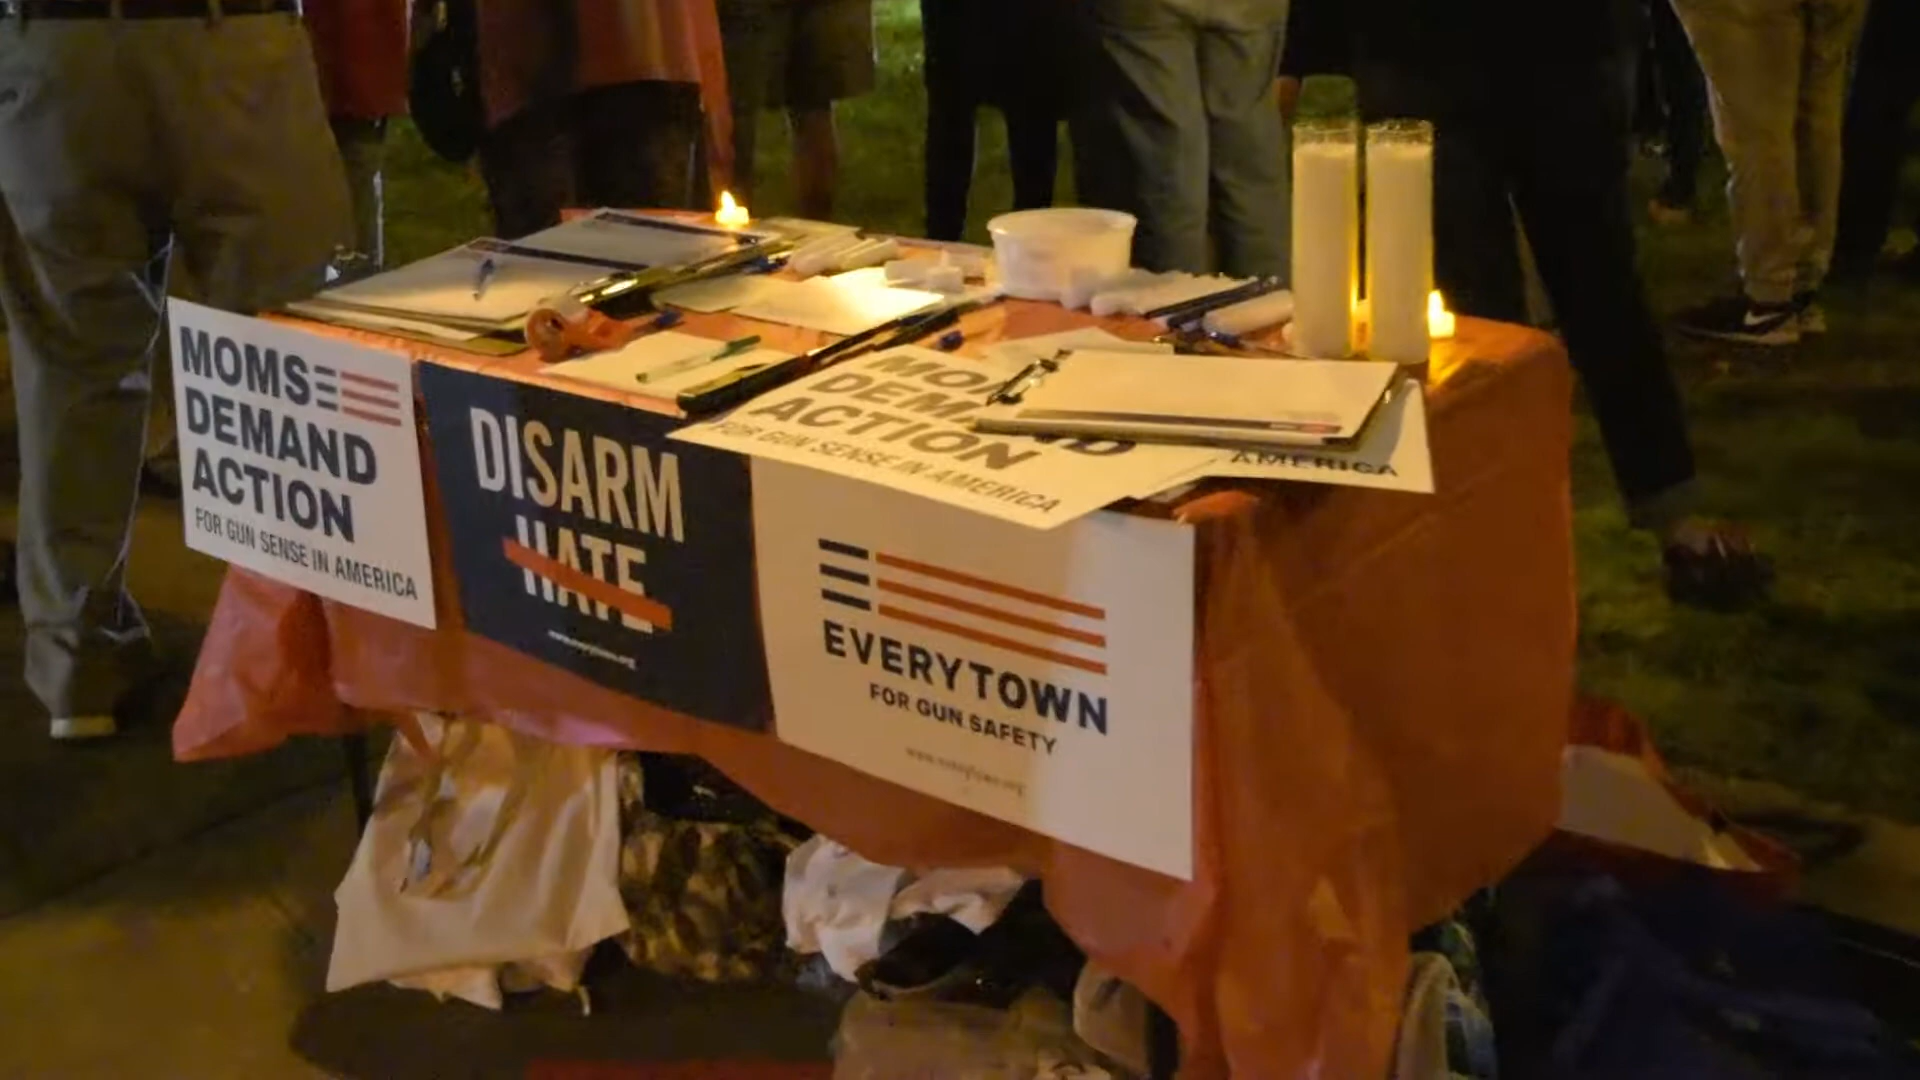 MOMS
DEMAND
ACTION
FOR GUN SENSE IN AMERICA
DISARM
HATE
MOMS
DEMAND
ACTION
FOR GUN SENSE IN AMERICA
AMERICA
EVERYTOWN
FOR GUN SAFETY